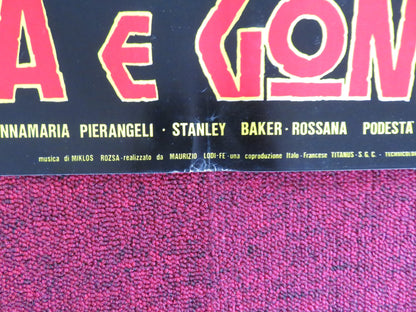 A E GOM
NNAMARIA PIERANGELI · STANLEY BAKER · ROSSANA PODESTÀ
musica di MIKLOS ROZSA · realizzato da MAURIZIO LODI-FE · una coproduzione Italo-Francese TITANUS - S. G. C. · TECHNICOLOR